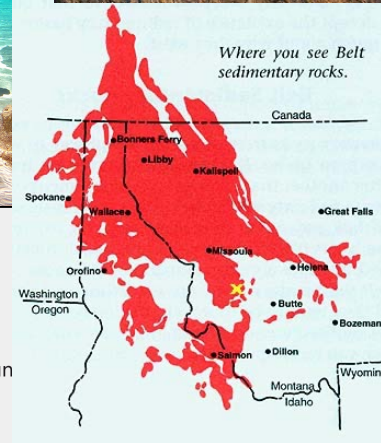 Where you see Belt
sedimentary rocks.
Canada
Bonners Ferry
Libby
Kalispell
Spokane
Wallace
Great Falls
Missoula
Orofino
Helena
Washington
Oregon
Butte
Bozeman
Salmon
Dillon
Montana
Idaho
Wyomin